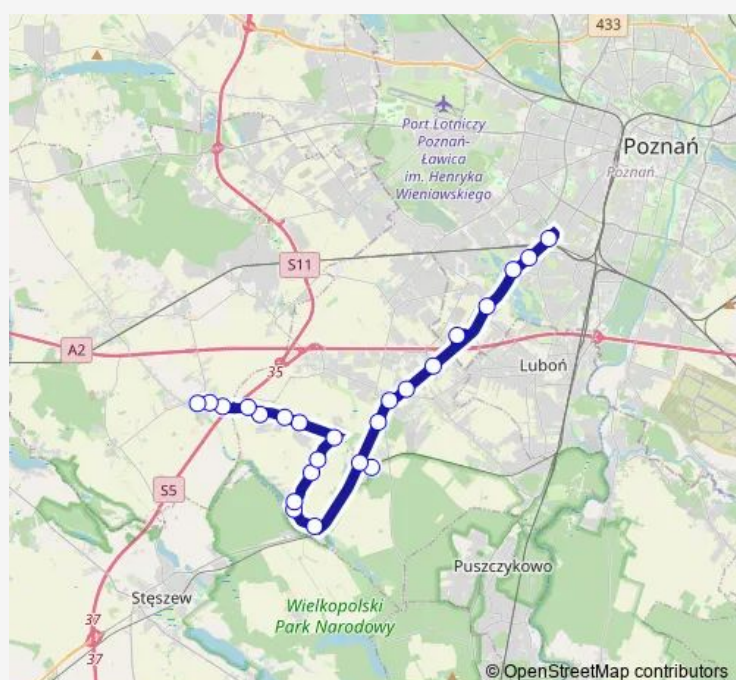 433
Port Lotniczy
Poznań-
Ławica
im. Henryka
Wieniawskiego
Poznań
Poznań
S11
A2
35
Luboń
S5
Puszczykowo
Stęszew
Wielkopolski
Park Narodowy
37
37
© OpenStreetMap contributors